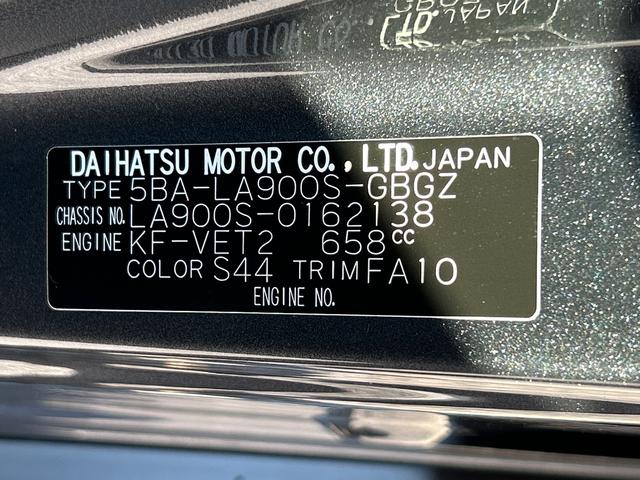 DAIHATSU MOTOR CO., LTD. JAPAN
TYPE 5BA-LA900S-GBGZ
CHASSIS NO. LA900S-0162138
ENGINE KF-VET2 658cc
COLOR S44 TRIM FA10
ENGINE NO.